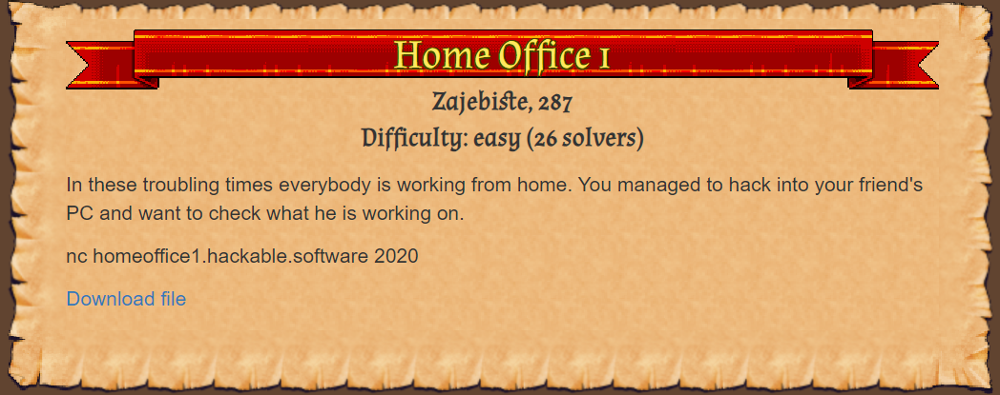 Home Office 1
Zajebiste, 287
Difficulty: easy (26 solvers)
In these troubling times everybody is working from home. You managed to hack into your friend's
PC and want to check what he is working on.
nc homeoffice1.hackable.software 2020
Download file